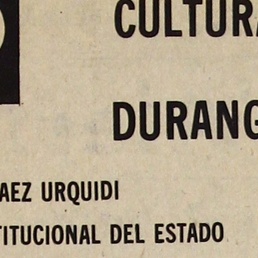 CULTURA
DURANG
AEZ URQUIDI
TITUCIONAL DEL ESTADO